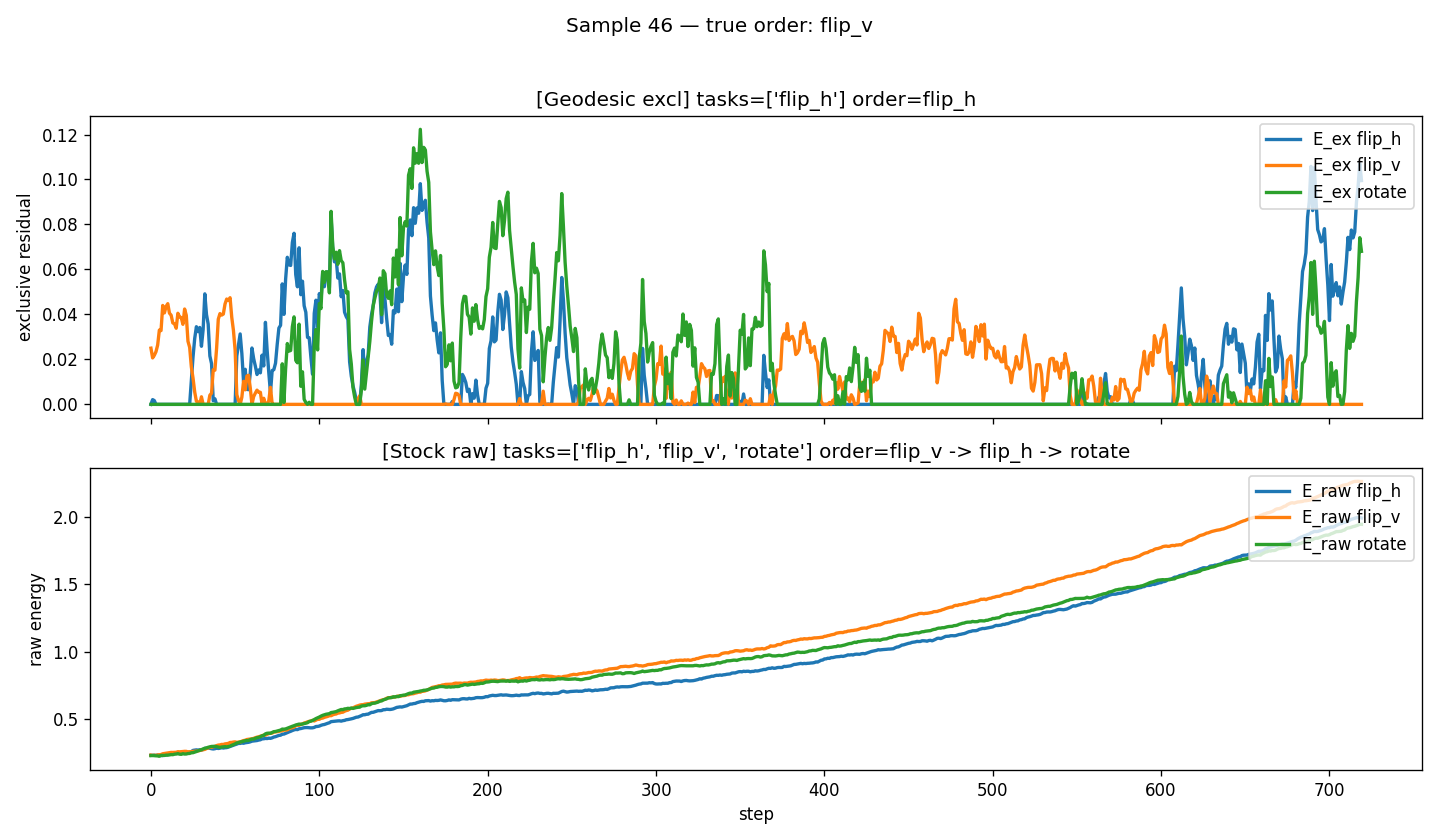 Sample 46 — true order: flip_v
[Geodesic excl] tasks=['flip_h'] order=flip_h
exclusive residual
0.12
0.10
0.08
0.06
0.04
0.02
0.00
E_ex flip_h
E_ex flip_v
E_ex rotate
[Stock raw] tasks=['flip_h', 'flip_v', 'rotate'] order=flip_v -> flip_h -> rotate
raw energy
2.0
1.5
1.0
0.5
E_raw flip_h
E_raw flip_v
E_raw rotate
0 100 200 300 400 500 600 700
step